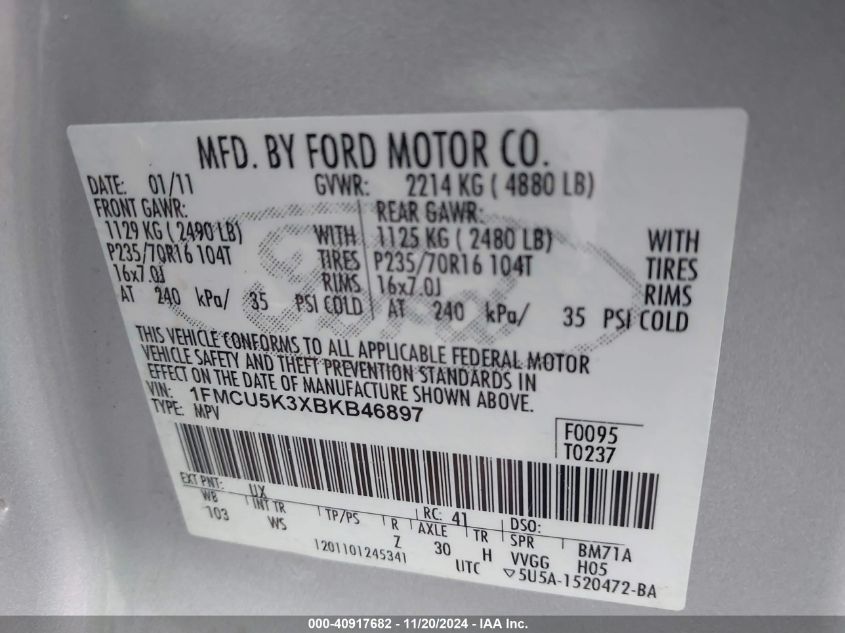 MFD. BY FORD MOTOR CO.
DATE: 01/11 GVWR: 2214 KG ( 4880 LB)
FRONT GAWR: REAR GAWR:
1129 KG ( 2490 LB) WITH 1125 KG ( 2480 LB) WITH
P235/70R16 104T TIRES P235/70R16 104T TIRES
16x7.0J RIMS 16x7.0J RIMS
AT 240 kPa/ 35 PSI COLD AT 240 kPa/ 35 PSI COLD
Ford
THIS VEHICLE CONFORMS TO ALL APPLICABLE FEDERAL MOTOR
VEHICLE SAFETY AND THEFT PREVENTION STANDARDS IN
EFFECT ON THE DATE OF MANUFACTURE SHOWN ABOVE.
VIN: 1FMCU5K3XBKB46897
TYPE: MPV
F0095
T0237
EXT PNT: UX RC: 41 DSO:
WB INT TR TP/PS R AXLE TR SPR BM71A
103 WS Z 30 H VVGG H05
1201101245341 UTC ▽5U5A-1520472-BA
000-40917682 - 11/20/2024 - IAA Inc.